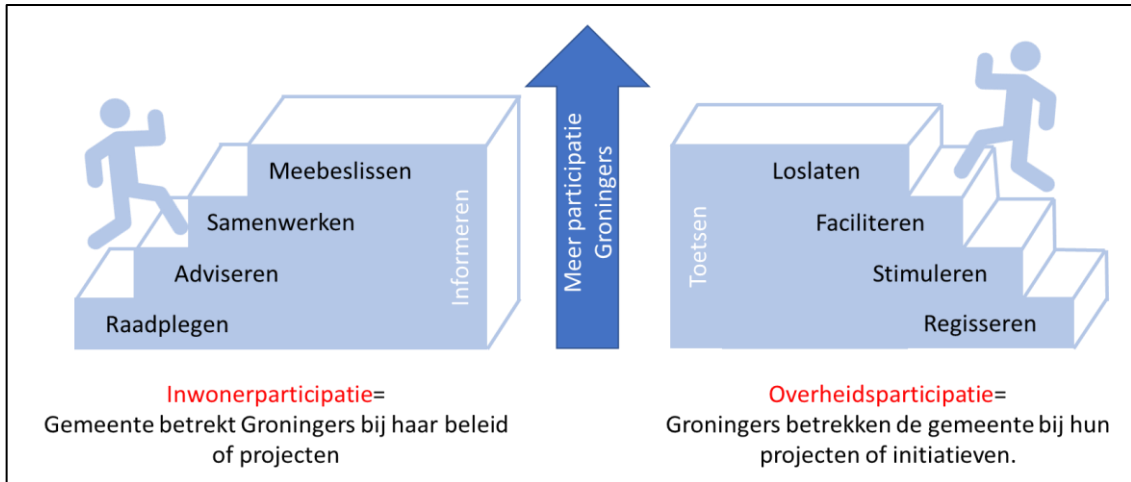 Meebeslissen
Samenwerken
Adviseren
Raadplegen
Informeren
Inwonerparticipatie=
Gemeente betrekt Groningers bij haar beleid
of projecten
Meer participatie
Groningers
Toetsen
Loslaten
Faciliteren
Stimuleren
Regisseren
Overheidsparticipatie=
Groningers betrekken de gemeente bij hun
projecten of initiatieven.